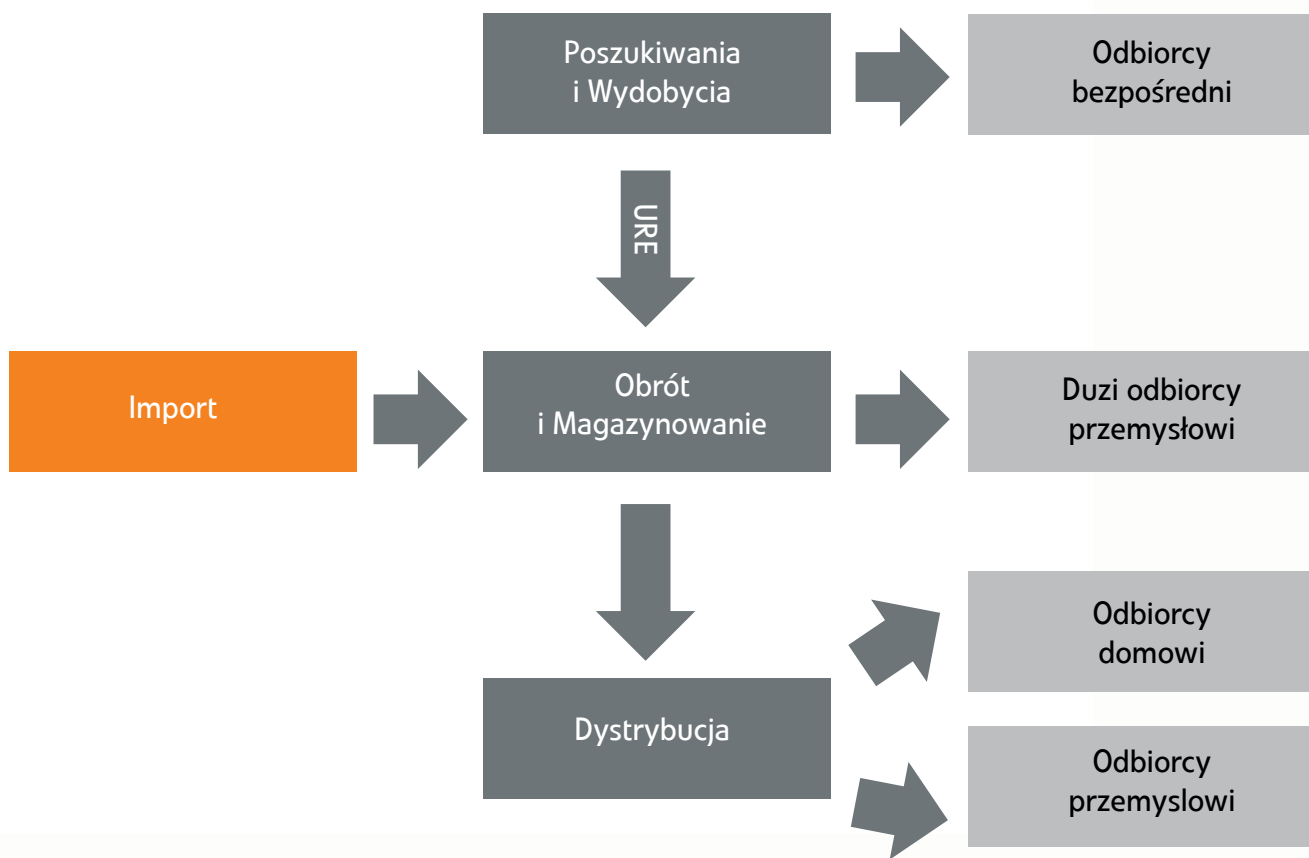 Poszukiwania
i Wydobycia
Odbiorcy
bezpośredni
URE
Import
Obrót
i Magazynowanie
Duzi odbiorcy
przemysłowi
Odbiorcy
domowi
Dystrybucja
Odbiorcy
przemyslowi